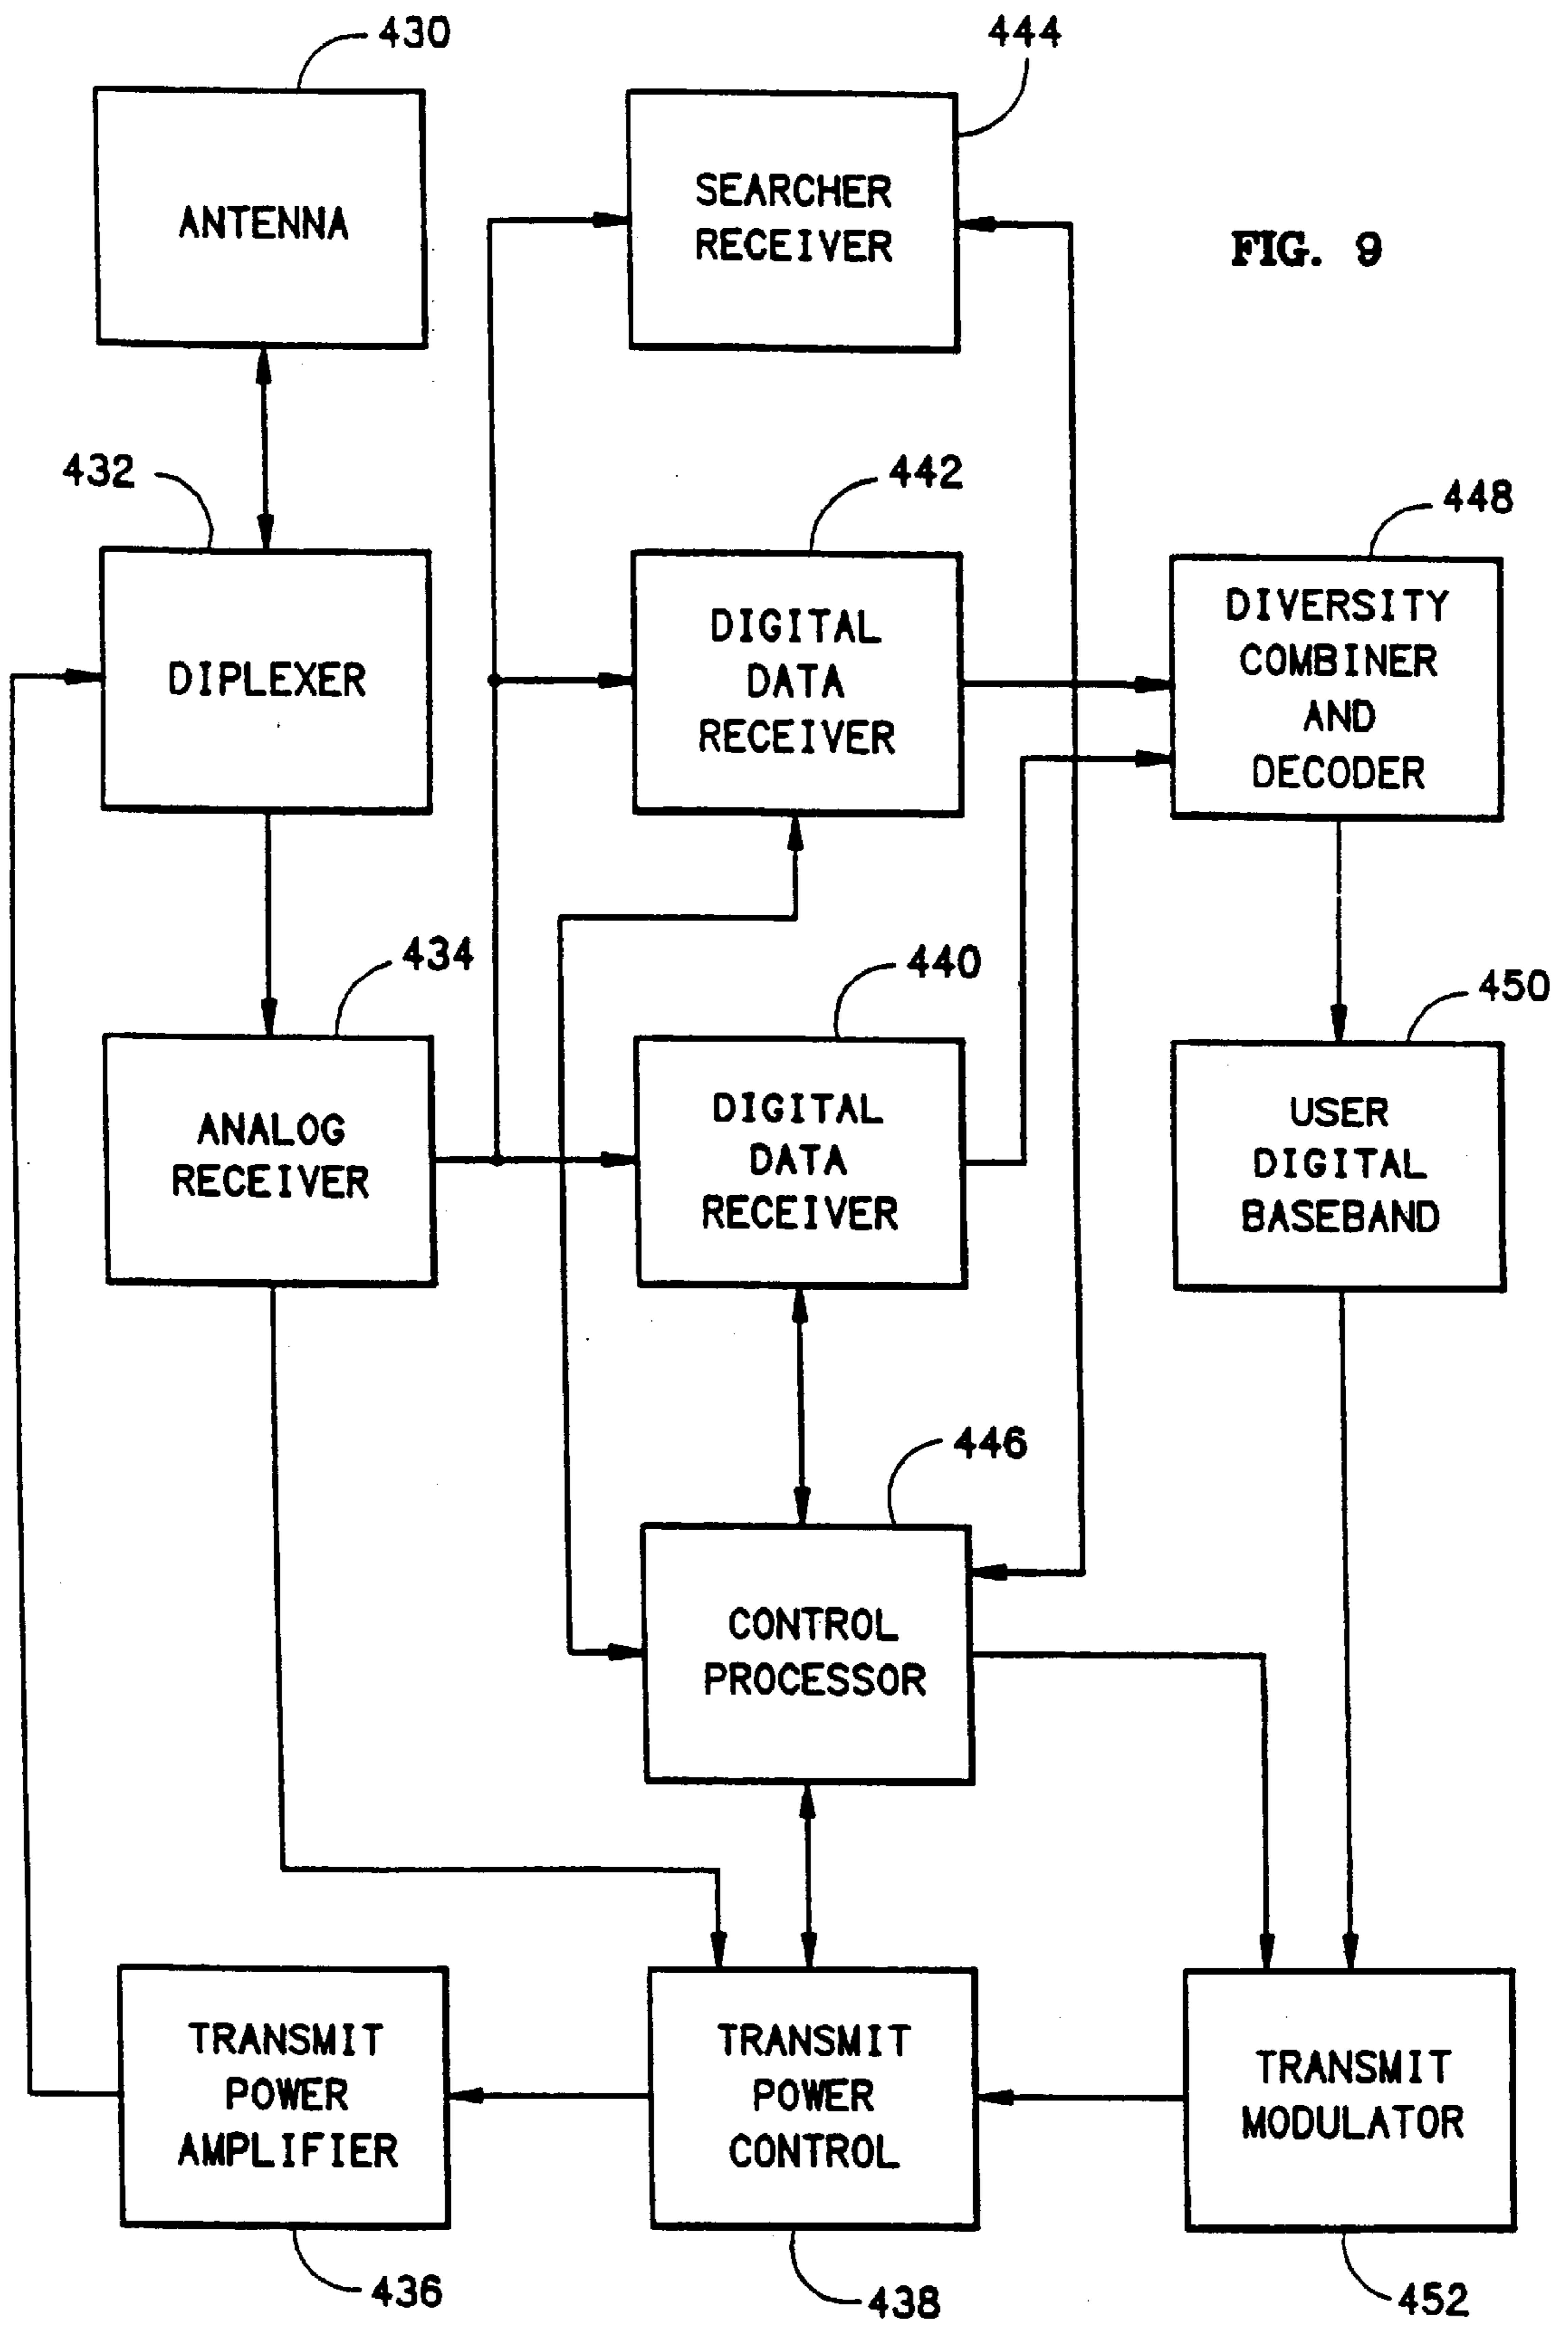 430
ANTENNA
444
SEARCHER
RECEIVER
FIG. 9
432
DIPLEXER
442
DIGITAL
DATA
RECEIVER
448
DIVERSITY
COMBINER
AND
DECODER
434
ANALOG
RECEIVER
440
DIGITAL
DATA
RECEIVER
450
USER
DIGITAL
BASEBAND
446
CONTROL
PROCESSOR
TRANSMIT
POWER
AMPLIFIER
436
TRANSMIT
POWER
CONTROL
438
TRANSMIT
MODULATOR
452